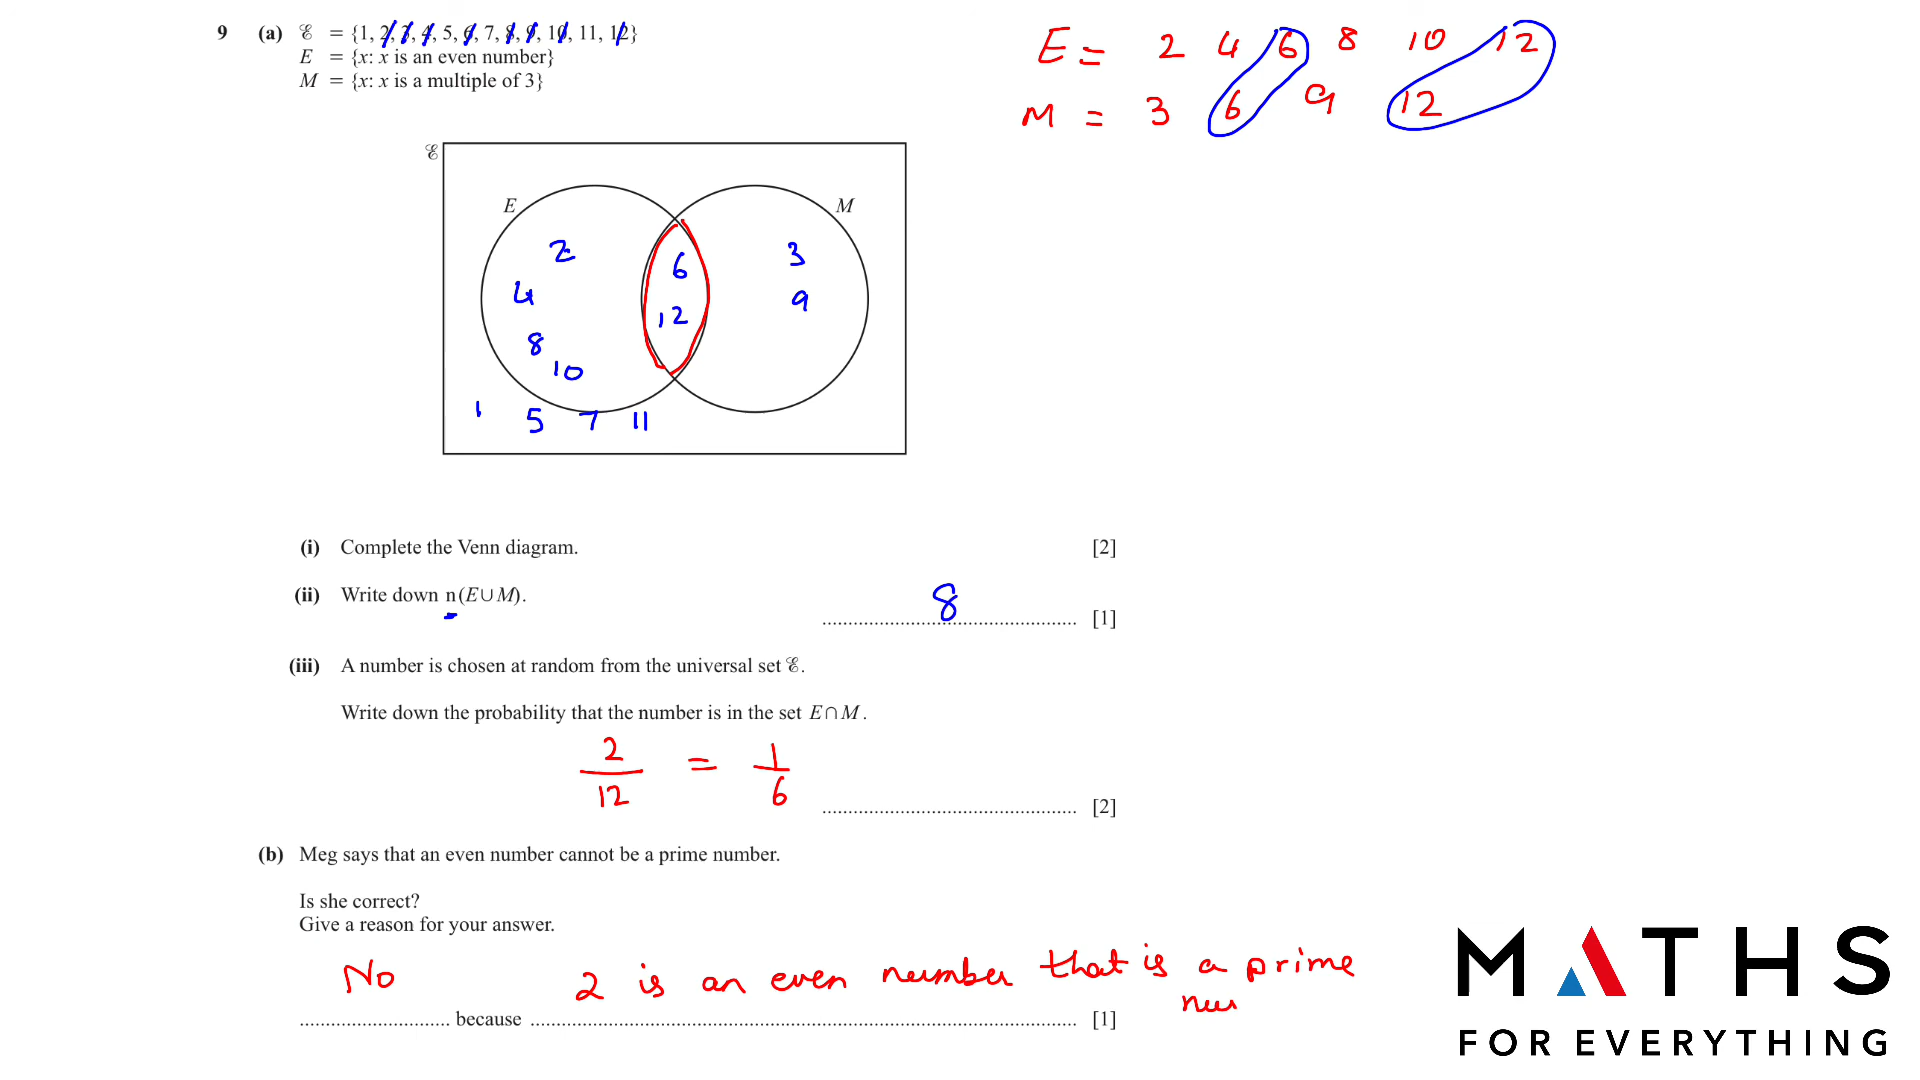 9 (a) ℰ = {1, 2, 3, 4, 5, 6, 7, 8, 9, 10, 11, 12}
E = {x: x is an even number}
M = {x: x is a multiple of 3}
E = 2 4 6 8 10 12
M = 3 6 9 12
ℰ
E M
2 6 3
4 12 9
8
10
1 5 7 11
(i) Complete the Venn diagram. [2]
(ii) Write down n(E∪M). 8
[1]
(iii) A number is chosen at random from the universal set ℰ.
Write down the probability that the number is in the set E∩M.
2/12 = 1/6
[2]
(b) Meg says that an even number cannot be a prime number.
Is she correct?
Give a reason for your answer.
No 2 is an even number that is a prime
nu
.......................... because .................................................................................................... [1]
MATHS
FOR EVERYTHING